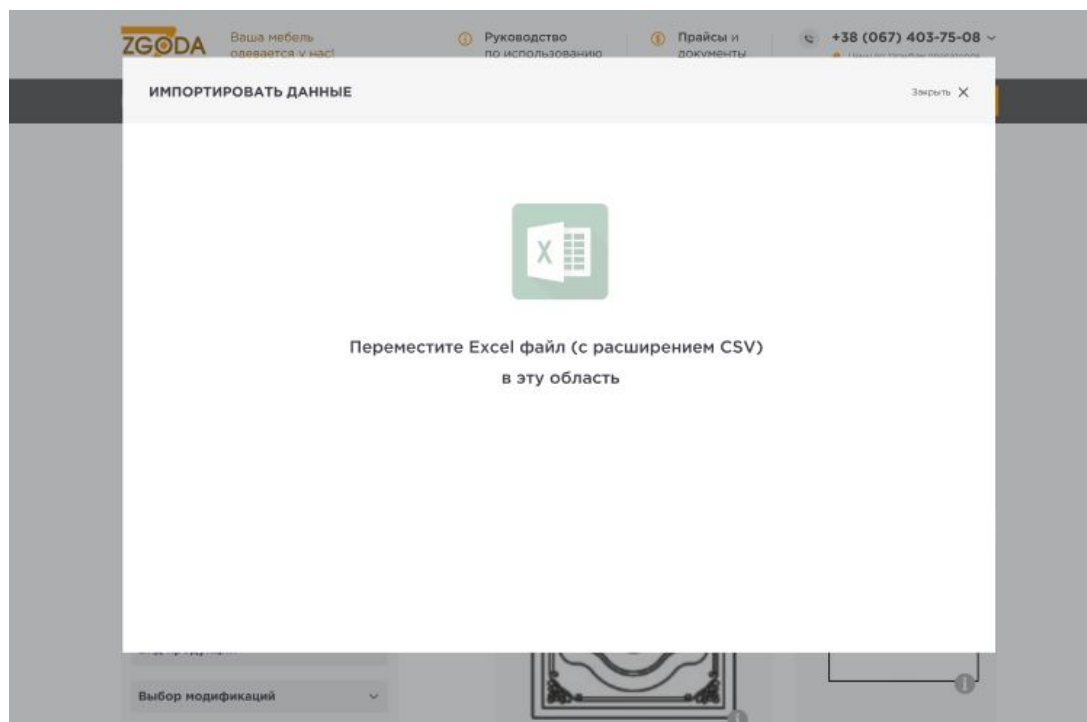 ZGODA
Ваша мебель
одевается у нас!
Руководство
по использованию
Прайсы и
документы
+38 (067) 403-75-08
ИМПОРТИРОВАТЬ ДАННЫЕ
Закрыть
X
Переместите Excel файл (с расширением CSV)
в эту область
Выбор модификаций